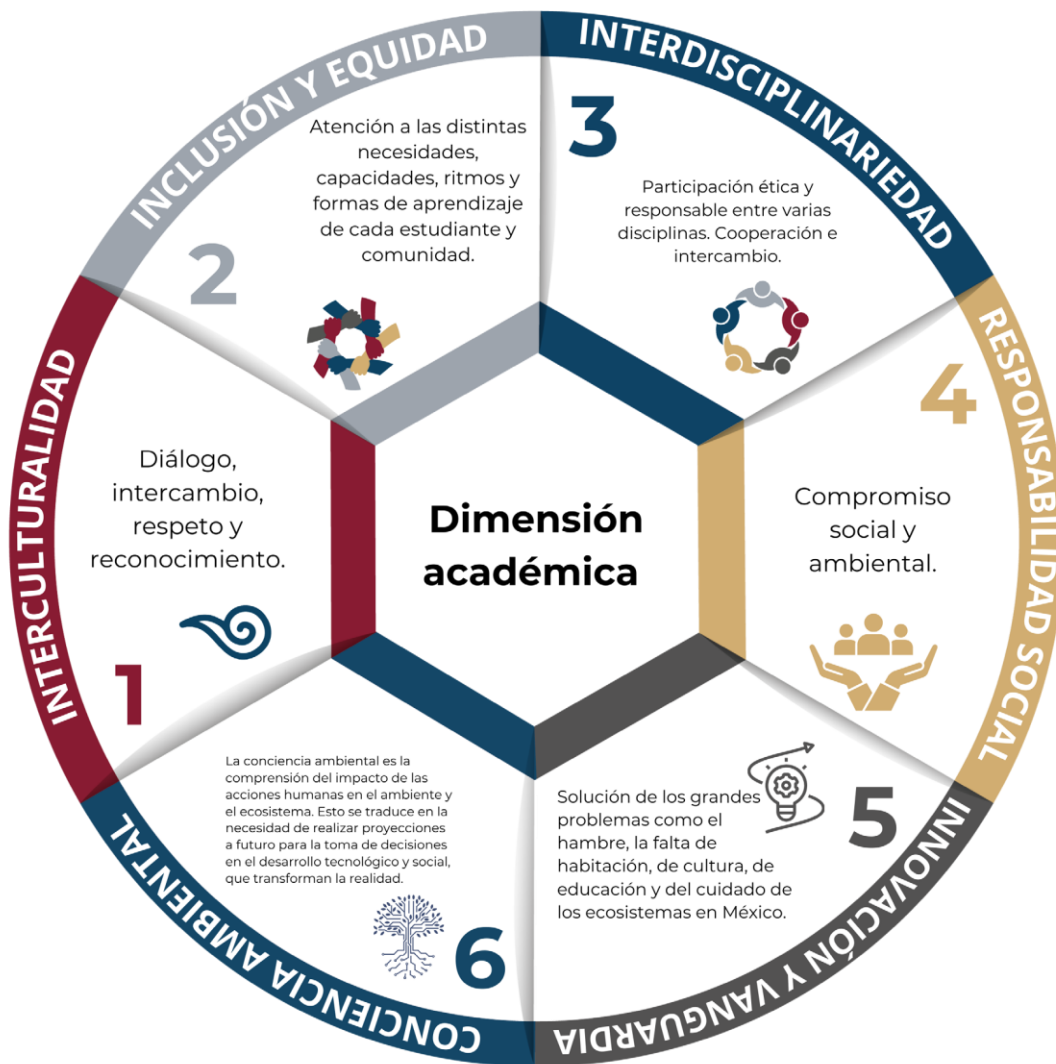 Dimensión
académica
INTERCULTURALIDAD
1
Diálogo,
intercambio,
respeto y
reconocimiento.
INCLUSIÓN Y EQUIDAD
2
Atención a las distintas
necesidades,
capacidades, ritmos y
formas de aprendizaje
de cada estudiante y
comunidad.
INTERDISCIPLINARIEDAD
3
Participación ética y
responsable entre varias
disciplinas. Cooperación e
intercambio.
RESPONSABILIDAD SOCIAL
4
Compromiso
social y
ambiental.
INNOVACIÓN Y VANGUARDIA
5
Solución de los grandes
problemas como el
hambre, la falta de
habitación, de cultura, de
educación y del cuidado de
los ecosistemas en México.
CONCIENCIA AMBIENTAL
6
La conciencia ambiental es la
comprensión del impacto de las
acciones humanas en el ambiente y
el ecosistema. Esto se traduce en la
necesidad de realizar proyecciones
a futuro para la toma de decisiones
en el desarrollo tecnológico y social,
que transforman la realidad.